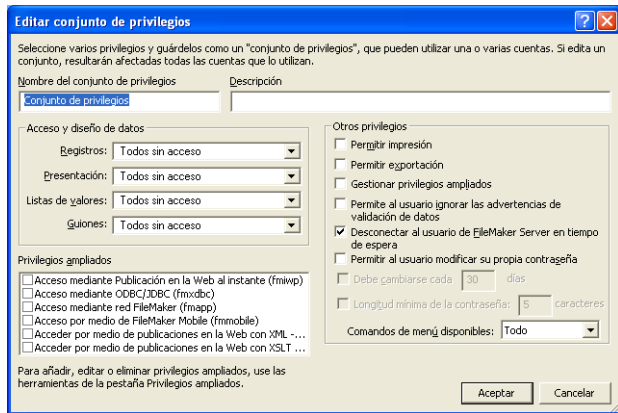 Editar conjunto de privilegios
Seleccione varios privilegios y guárdelos como un "conjunto de privilegios", que pueden utilizar una o varias cuentas. Si edita un
conjunto, resultarán afectadas todas las cuentas que lo utilizan.
Nombre del conjunto de privilegios
Descripción
Conjunto de privilegios
Acceso y diseño de datos
Registros: Todos sin acceso
Presentación: Todos sin acceso
Listas de valores: Todos sin acceso
Guiones: Todos sin acceso
Privilegios ampliados
Acceso mediante Publicación en la Web al instante (fmiwp)
Acceso mediante ODBC/JDBC (fmxdbc)
Acceso mediante red FileMaker (fmapp)
Acceso por medio de FileMaker Mobile (fmmobile)
Acceder por medio de publicaciones en la Web con XML -...
Acceder por medio de publicaciones en la Web con XSLT ...
Para añadir, editar o eliminar privilegios ampliados, use las
herramientas de la pestaña Privilegios ampliados.
Otros privilegios
Permitir impresión
Permitir exportación
Gestionar privilegios ampliados
Permite al usuario ignorar las advertencias de
validación de datos
Desconectar al usuario de FileMaker Server en tiempo
de espera
Permitir al usuario modificar su propia contraseña
Debe cambiarse cada 30 días
Longitud mínima de la contraseña: 5 caracteres
Comandos de menú disponibles: Todo
Aceptar
Cancelar